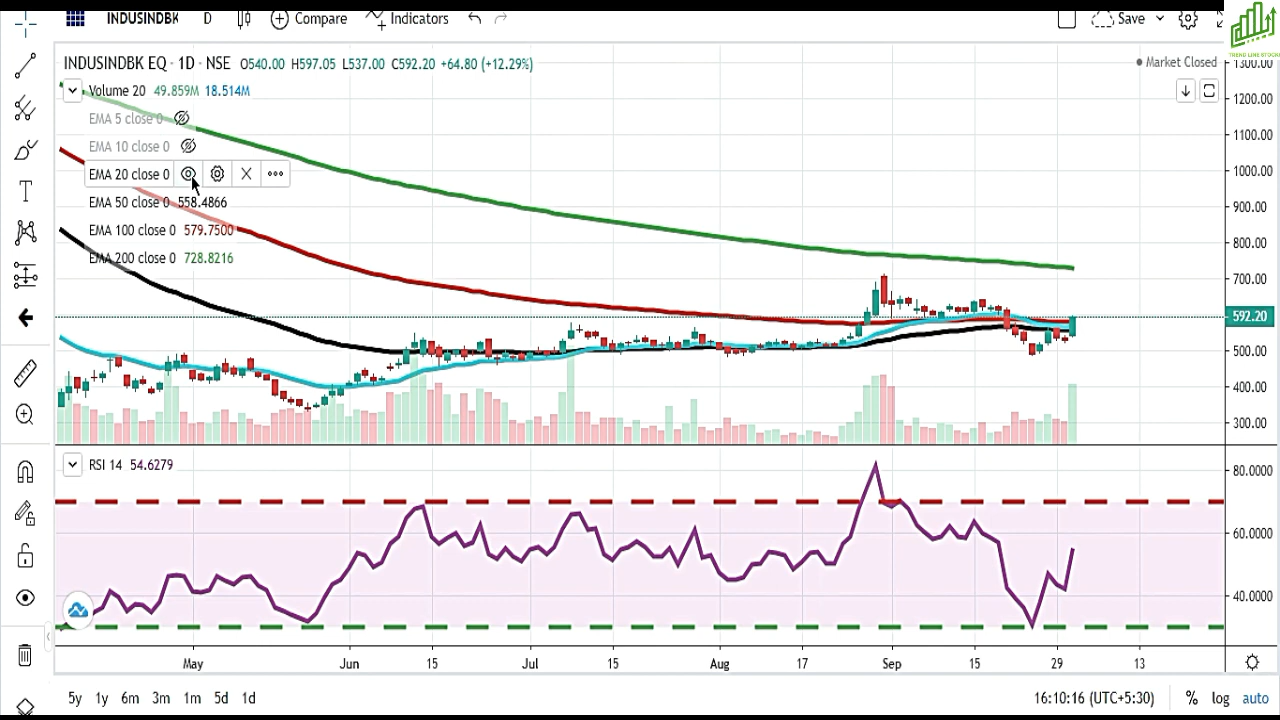 INDUSINDBK D Compare Indicators Save
TREND LINE STOCKS
INDUSINDBK EQ · 1D · NSE O540.00 H597.05 L537.00 C592.20 +64.80 (+12.29%)
Market Closed
Volume 20 49.859M 18.514M
EMA 5 close 0
EMA 10 close 0
EMA 20 close 0
EMA 50 close 0 558.4866
EMA 100 close 0 579.7500
EMA 200 close 0 728.8216
1300.00
1200.00
1100.00
1000.00
900.00
800.00
700.00
592.20
500.00
400.00
300.00
RSI 14 54.6279
80.0000
60.0000
40.0000
May Jun 15 Jul 15 Aug 17 Sep 15 29 13
5y 1y 6m 3m 1m 5d 1d 16:10:16 (UTC+5:30) % log auto